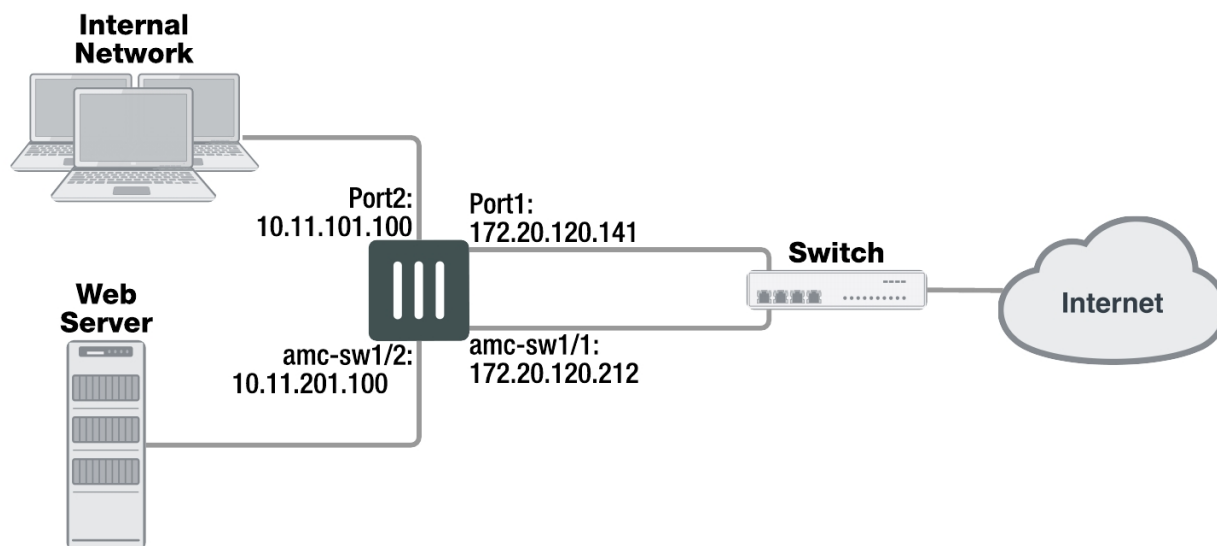 Internal
Network
Port2:
10.11.101.100
Port1:
172.20.120.141
Switch
Internet
Web
Server
amc-sw1/2:
10.11.201.100
amc-sw1/1:
172.20.120.212